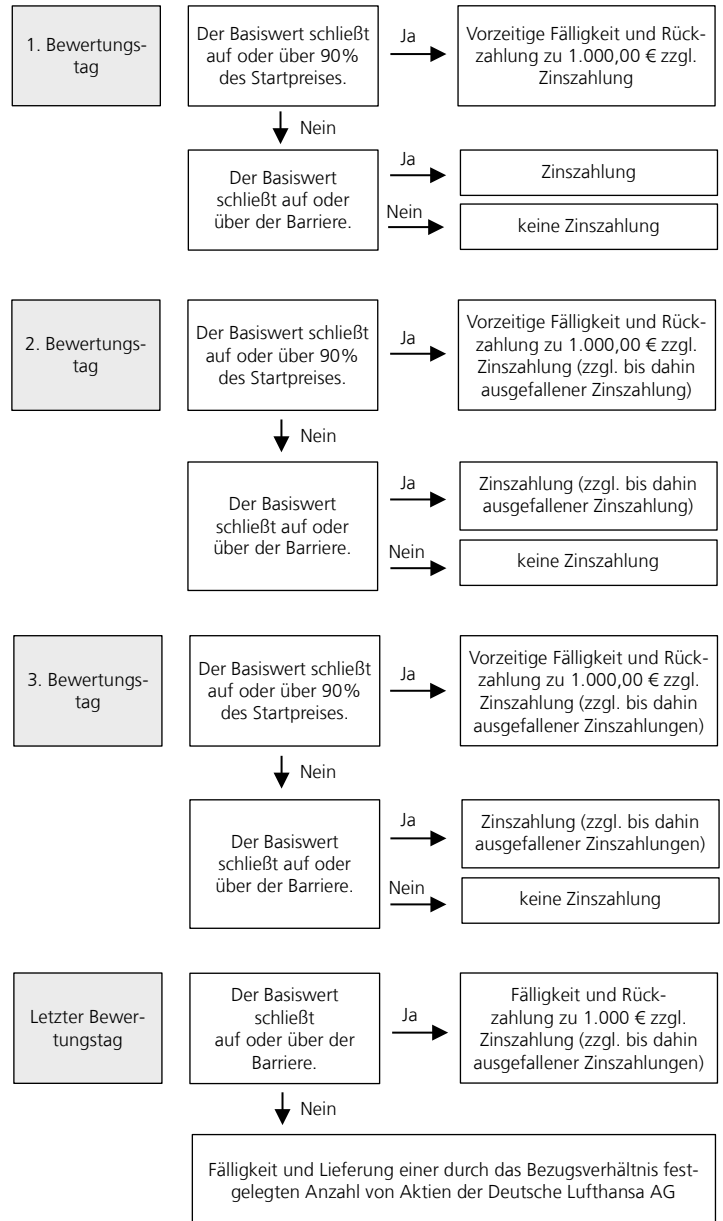 1. Bewertungs-
tag
Der Basiswert schließt
auf oder über 90%
des Startpreises.
Ja
Vorzeitige Fälligkeit und Rück-
zahlung zu 1.000,00 € zzgl.
Zinszahlung
Nein
Der Basiswert
schließt auf oder
über der Barriere.
Ja
Zinszahlung
Nein
keine Zinszahlung
2. Bewertungs-
tag
Der Basiswert schließt
auf oder über 90%
des Startpreises.
Ja
Vorzeitige Fälligkeit und Rück-
zahlung zu 1.000,00 € zzgl.
Zinszahlung (zzgl. bis dahin
ausgefallener Zinszahlung)
Nein
Der Basiswert
schließt auf oder
über der Barriere.
Ja
Zinszahlung (zzgl. bis dahin
ausgefallener Zinszahlung)
Nein
keine Zinszahlung
3. Bewertungs-
tag
Der Basiswert schließt
auf oder über 90%
des Startpreises.
Ja
Vorzeitige Fälligkeit und Rück-
zahlung zu 1.000,00 € zzgl.
Zinszahlung (zzgl. bis dahin
ausgefallener Zinszahlungen)
Nein
Der Basiswert
schließt auf oder
über der Barriere.
Ja
Zinszahlung (zzgl. bis dahin
ausgefallener Zinszahlungen)
Nein
keine Zinszahlung
Letzter Bewer-
tungstag
Der Basiswert
schließt
auf oder über der
Barriere.
Ja
Fälligkeit und Rück-
zahlung zu 1.000 € zzgl.
Zinszahlung (zzgl. bis dahin
ausgefallener Zinszahlungen)
Nein
Fälligkeit und Lieferung einer durch das Bezugsverhältnis fest-
gelegten Anzahl von Aktien der Deutsche Lufthansa AG